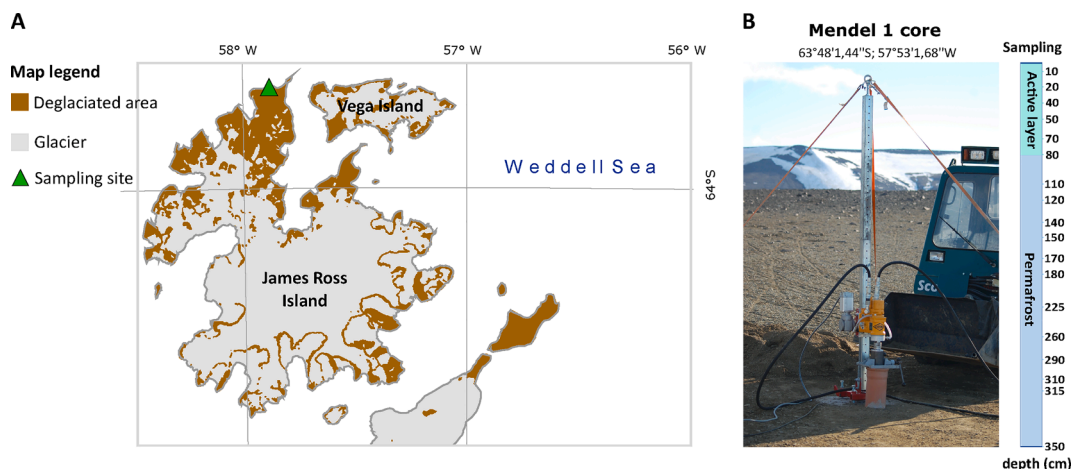 A
58° W
57° W
56° W
Map legend
Deglaciated area
Glacier
Sampling site
Vega Island
Weddell Sea
64°S
James Ross
Island
B
Mendel 1 core
63°48'1,44"S; 57°53'1,68"W
Sampling
Active layer
Permafrost
10
20
40
50
70
80
110
120
140
150
170
180
225
260
290
310
315
350
depth (cm)
Sco